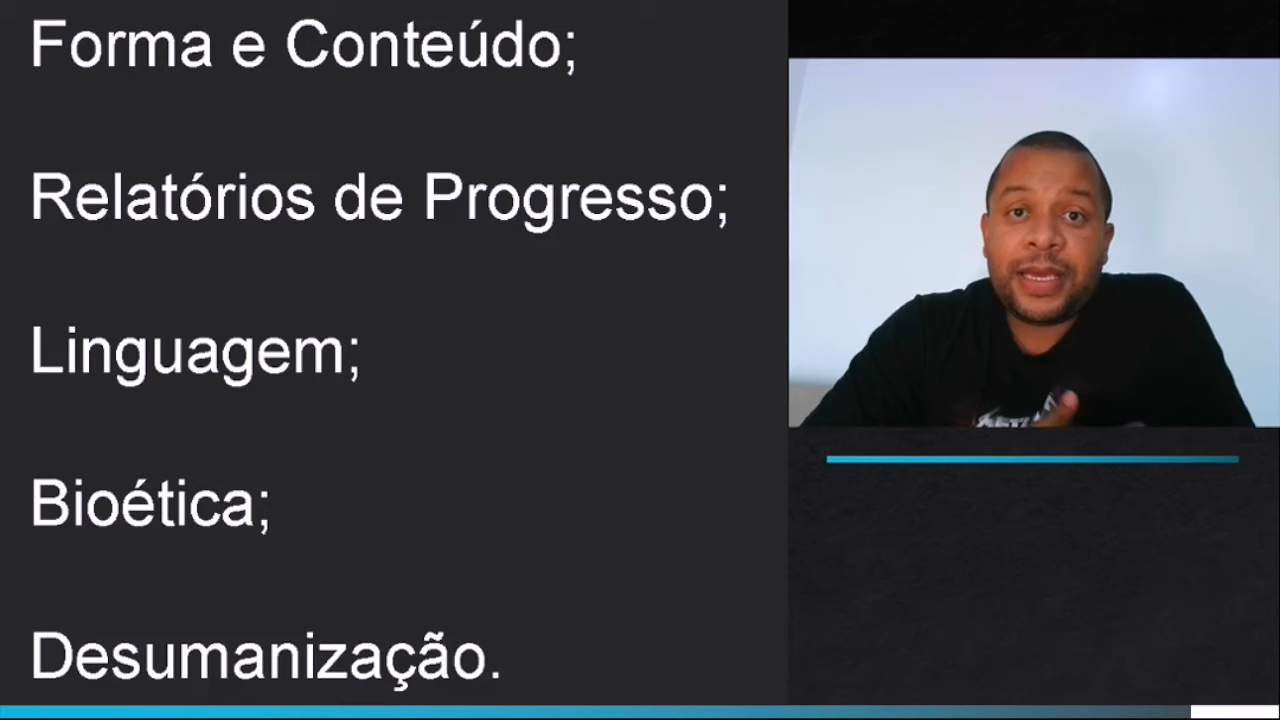 Forma e Conteúdo;
Relatórios de Progresso;
Linguagem;
Bioética;
Desumanização.